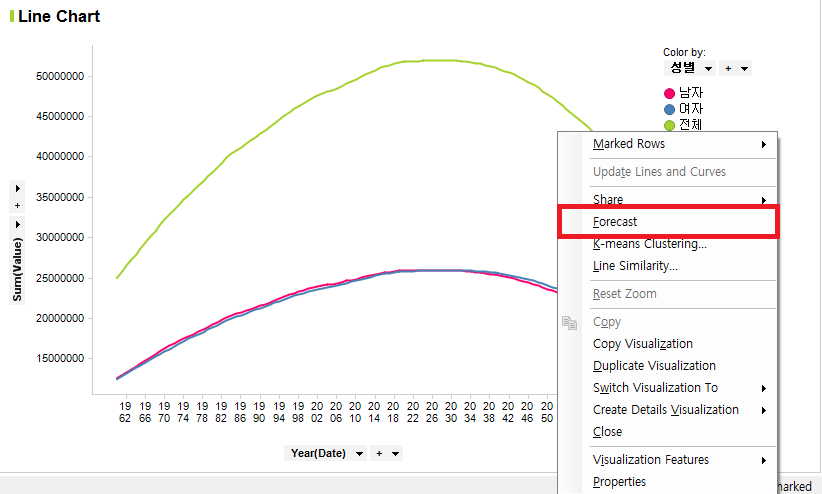 Line Chart
Color by:
성별 +
남자
여자
전체
50000000
45000000
40000000
35000000
30000000
25000000
20000000
15000000
+
Sum(Value)
19 19 19 19 19 19 19 19 19 19 20 20 20 20 20 20 20 20 20 20 20 20 20
62 66 70 74 78 82 86 90 94 98 02 06 10 14 18 22 26 30 34 38 42 46 50
Year(Date) +
Marked Rows
Update Lines and Curves
Share
Forecast
K-means Clustering...
Line Similarity...
Reset Zoom
Copy
Copy Visualization
Duplicate Visualization
Switch Visualization To
Create Details Visualization
Close
Visualization Features
Properties
marked